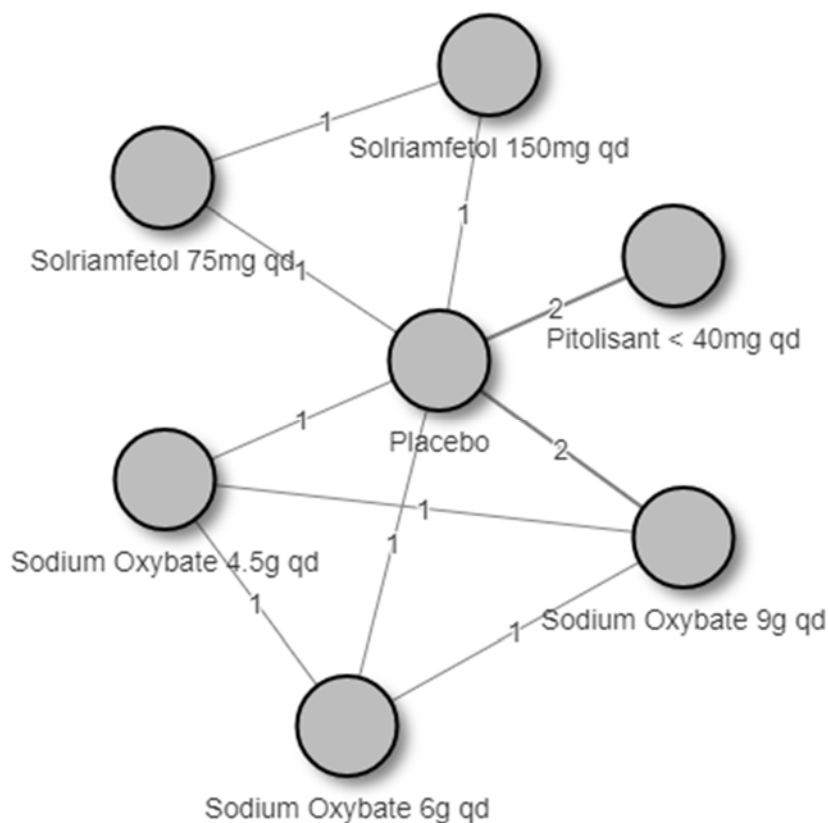 1
Solriamfetol 150mg qd
1
Solriamfetol 75mg qd
1
2
Pitolisant < 40mg qd
1
Placebo
2
1
1
Sodium Oxybate 4.5g qd
1
Sodium Oxybate 9g qd
1
Sodium Oxybate 6g qd